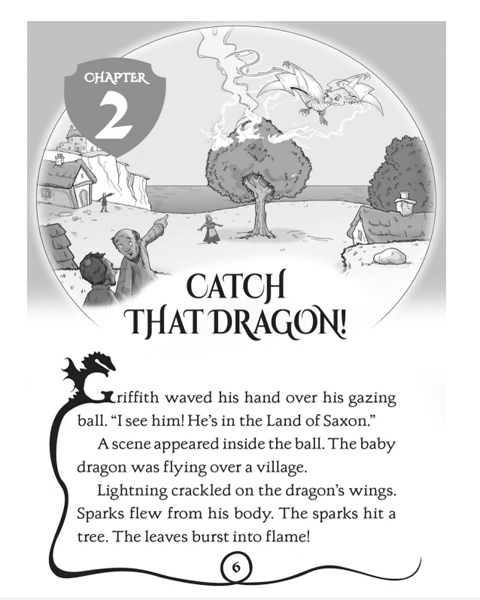 CHAPTER
2
CATCH
THAT DRAGON!
Griffith waved his hand over his gazing
ball. “I see him! He’s in the Land of Saxon.”
A scene appeared inside the ball. The baby
dragon was flying over a village.
Lightning crackled on the dragon’s wings.
Sparks flew from his body. The sparks hit a
tree. The leaves burst into flame!
6